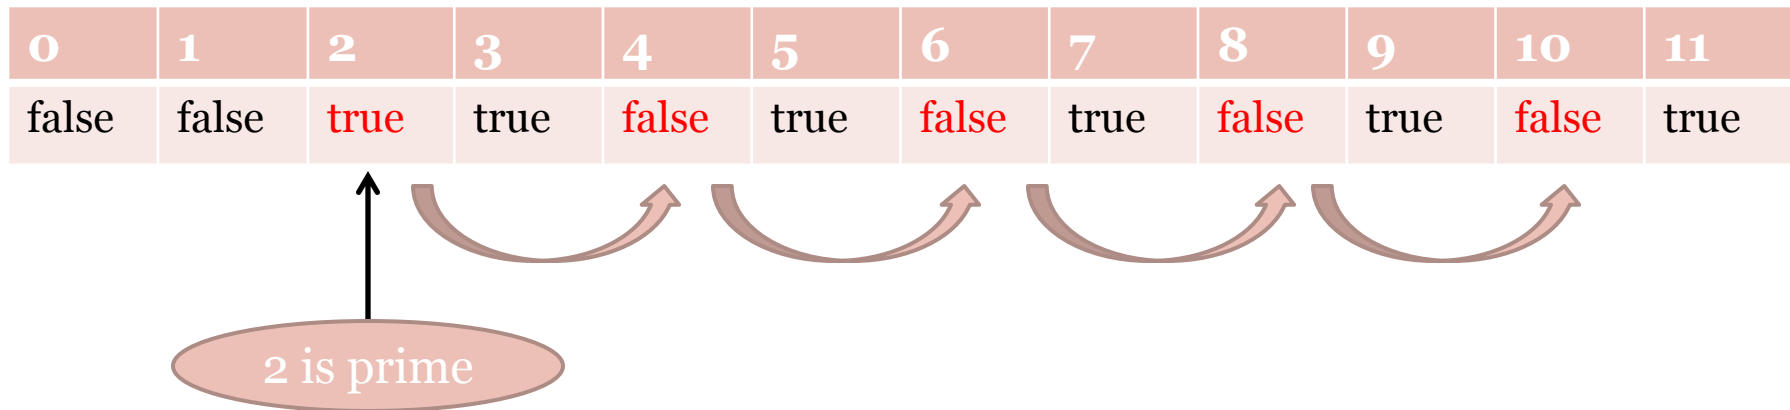 0 1 2 3 4 5 6 7 8 9 10 11
false false true true false true false true false true false true
2 is prime